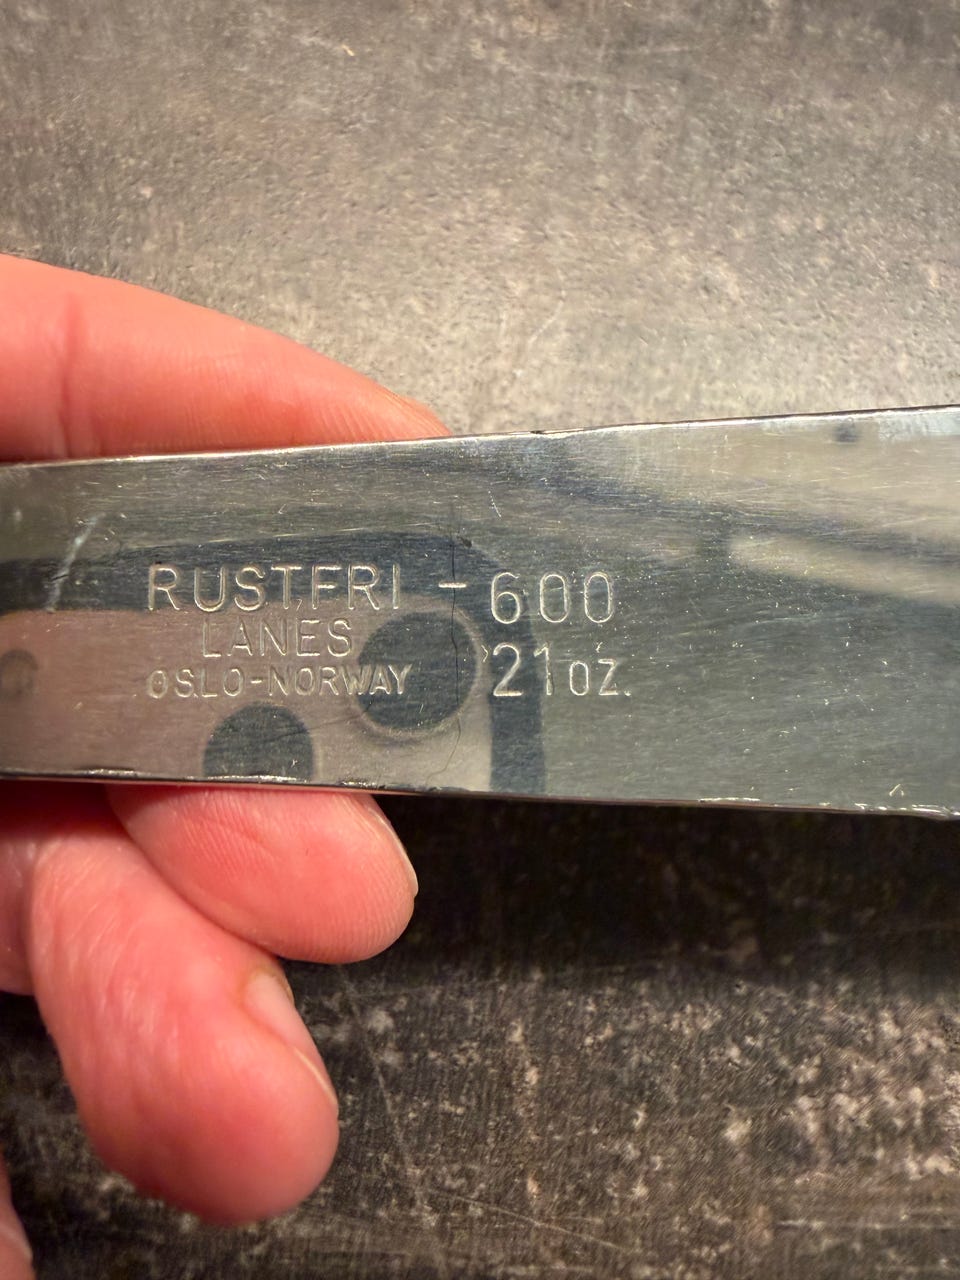 RUSTFRI - 600
LANES
OSLO-NORWAY
21 oz.